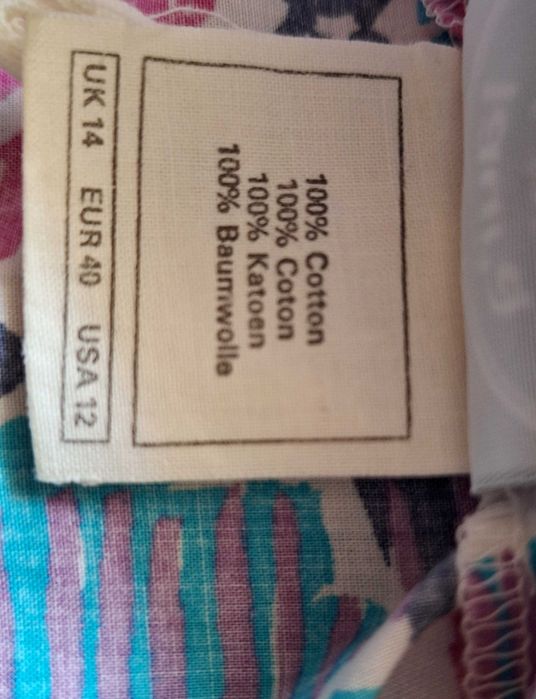 100% Cotton
100% Coton
100% Katoen
100% Baumwolle
UK 14 EUR 40 USA 12